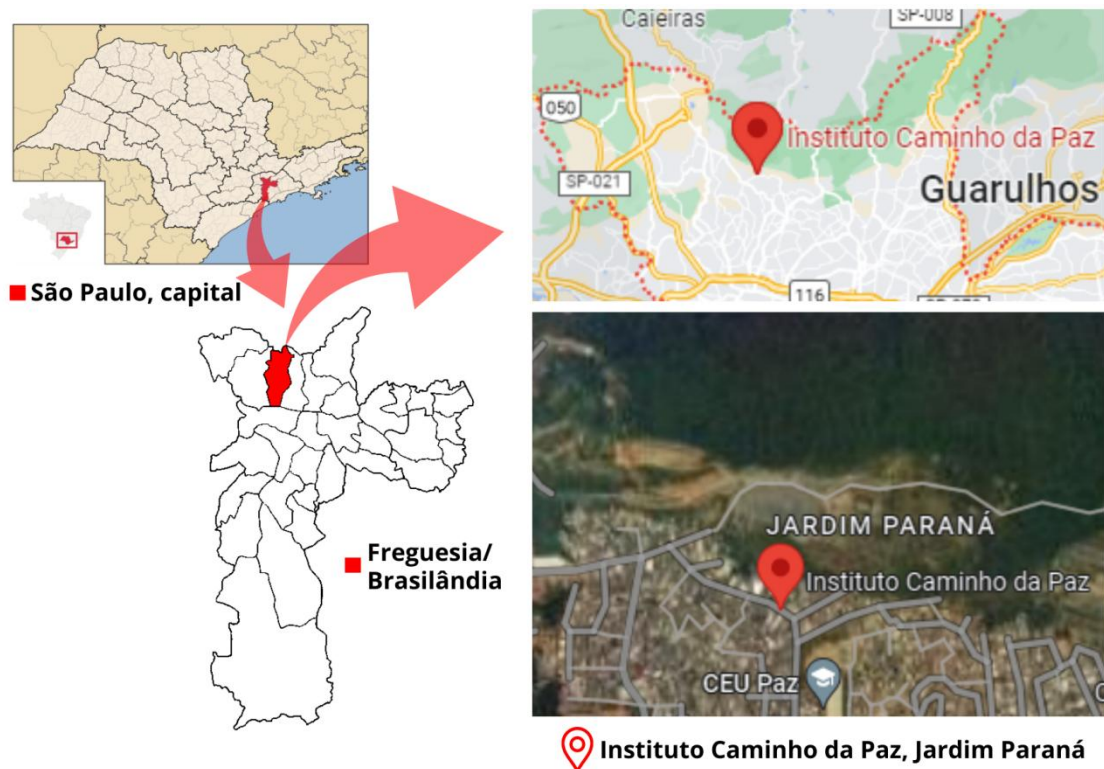 São Paulo, capital
Freguesia/
Brasilândia
Caieiras
SP-008
050
Instituto Caminho da Paz
SP-021
Guarulhos
116
JARDIM PARANÁ
Instituto Caminho da Paz
CEU Paz
Instituto Caminho da Paz, Jardim Paraná